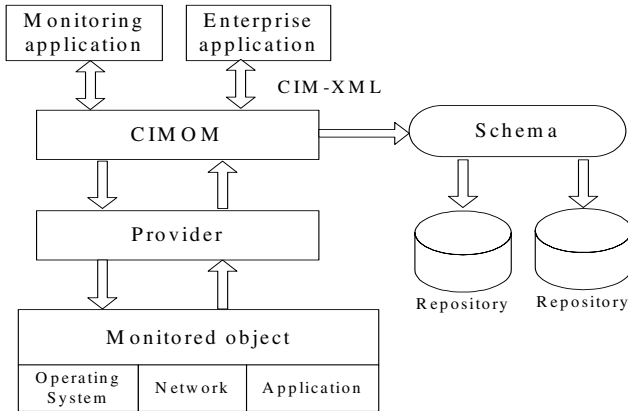 Monitoring
application
Enterprise
application
CIM-XML
CIMOM
Schema
Provider
Repository
Repository
Monitored object
Operating
System
Network
Application